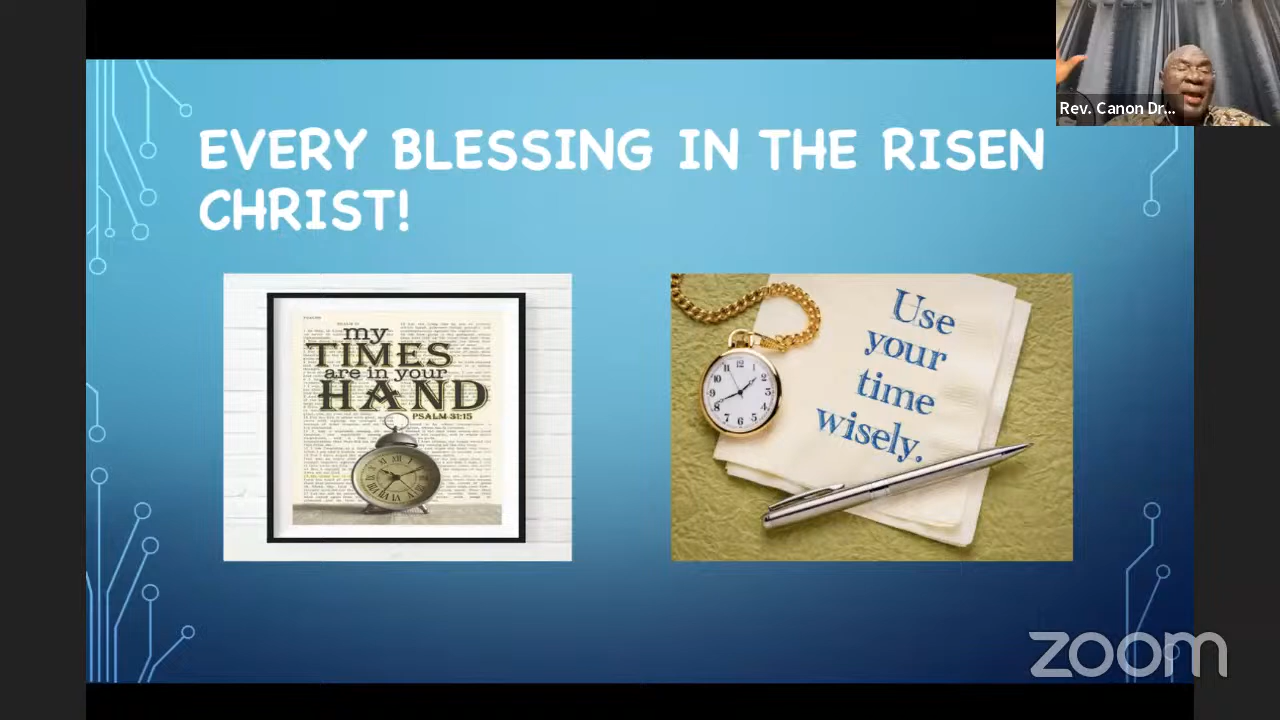 Rev. Canon Dr...
EVERY BLESSING IN THE RISEN
CHRIST!
my
TIMES
are in your
HAND
PSALM 31:15
Use
your
time
wisely.
zoom